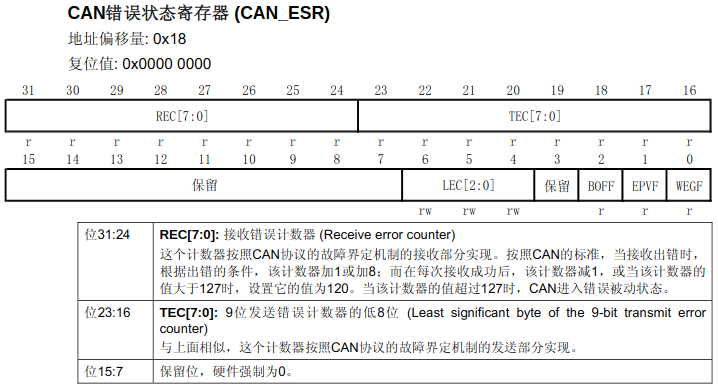 CAN错误状态寄存器 (CAN_ESR)
地址偏移量: 0x18
复位值: 0x0000 0000
31 30 29 28 27 26 25 24 23 22 21 20 19 18 17 16
REC[7:0] TEC[7:0]
r r r r r r r r r r r r r r r r
15 14 13 12 11 10 9 8 7 6 5 4 3 2 1 0
保留 LEC[2:0] 保留 BOFF EPVF WEGF
rw rw rw r r r
位31:24 REC[7:0]: 接收错误计数器 (Receive error counter)
这个计数器按照CAN协议的故障界定机制的接收部分实现。按照CAN的标准，当接收出错时，
根据出错的条件，该计数器加1或加8；而在每次接收成功后，该计数器减1，或当该计数器的
值大于127时，设置它的值为120。当该计数器的值超过127时，CAN进入错误被动状态。
位23:16 TEC[7:0]: 9位发送错误计数器的低8位 (Least significant byte of the 9-bit transmit error
counter)
与上面相似，这个计数器按照CAN协议的故障界定机制的发送部分实现。
位15:7 保留位，硬件强制为0。